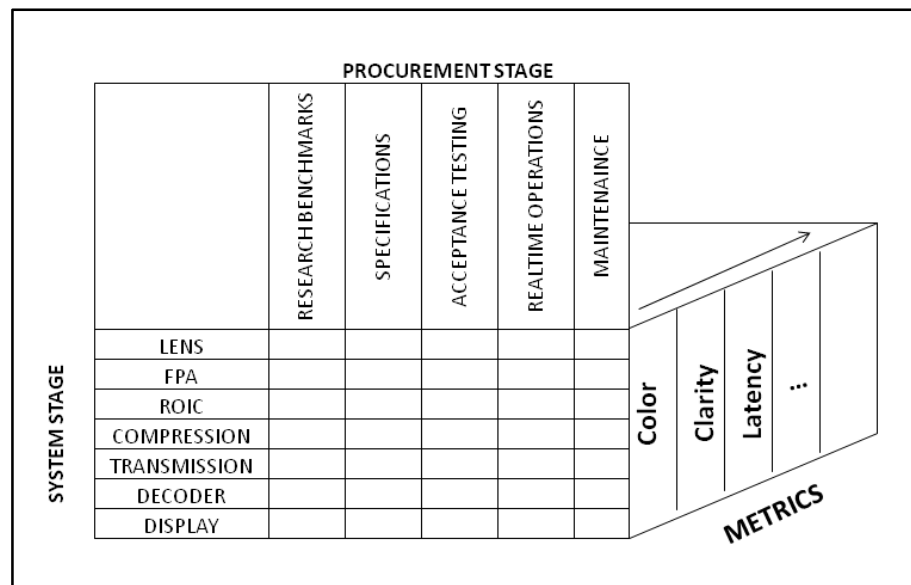 PROCUREMENT STAGE
RESEARCH BENCHMARKS
SPECIFICATIONS
ACCEPTANCE TESTING
REALTIME OPERATIONS
MAINTENAINCE
SYSTEM STAGE
LENS
FPA
ROIC
COMPRESSION
TRANSMISSION
DECODER
DISPLAY
Color
Clarity
Latency
...
METRICS